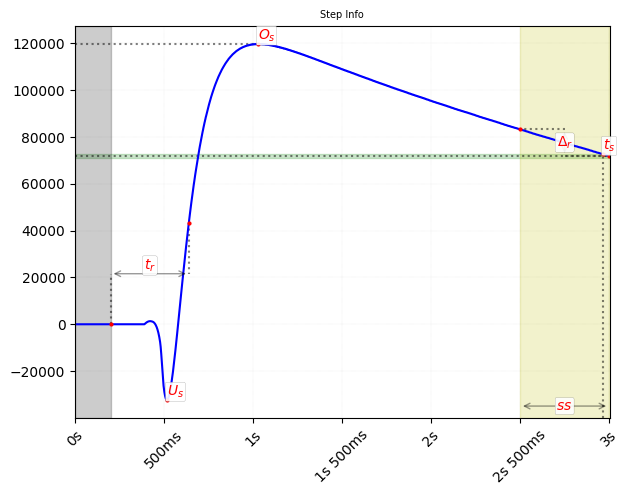 Step Info
120000
100000
80000
60000
40000
20000
0
−20000
O_s
Δ_r
t_s
t_r
U_s
ss
0s
500ms
1s
1s 500ms
2s
2s 500ms
3s